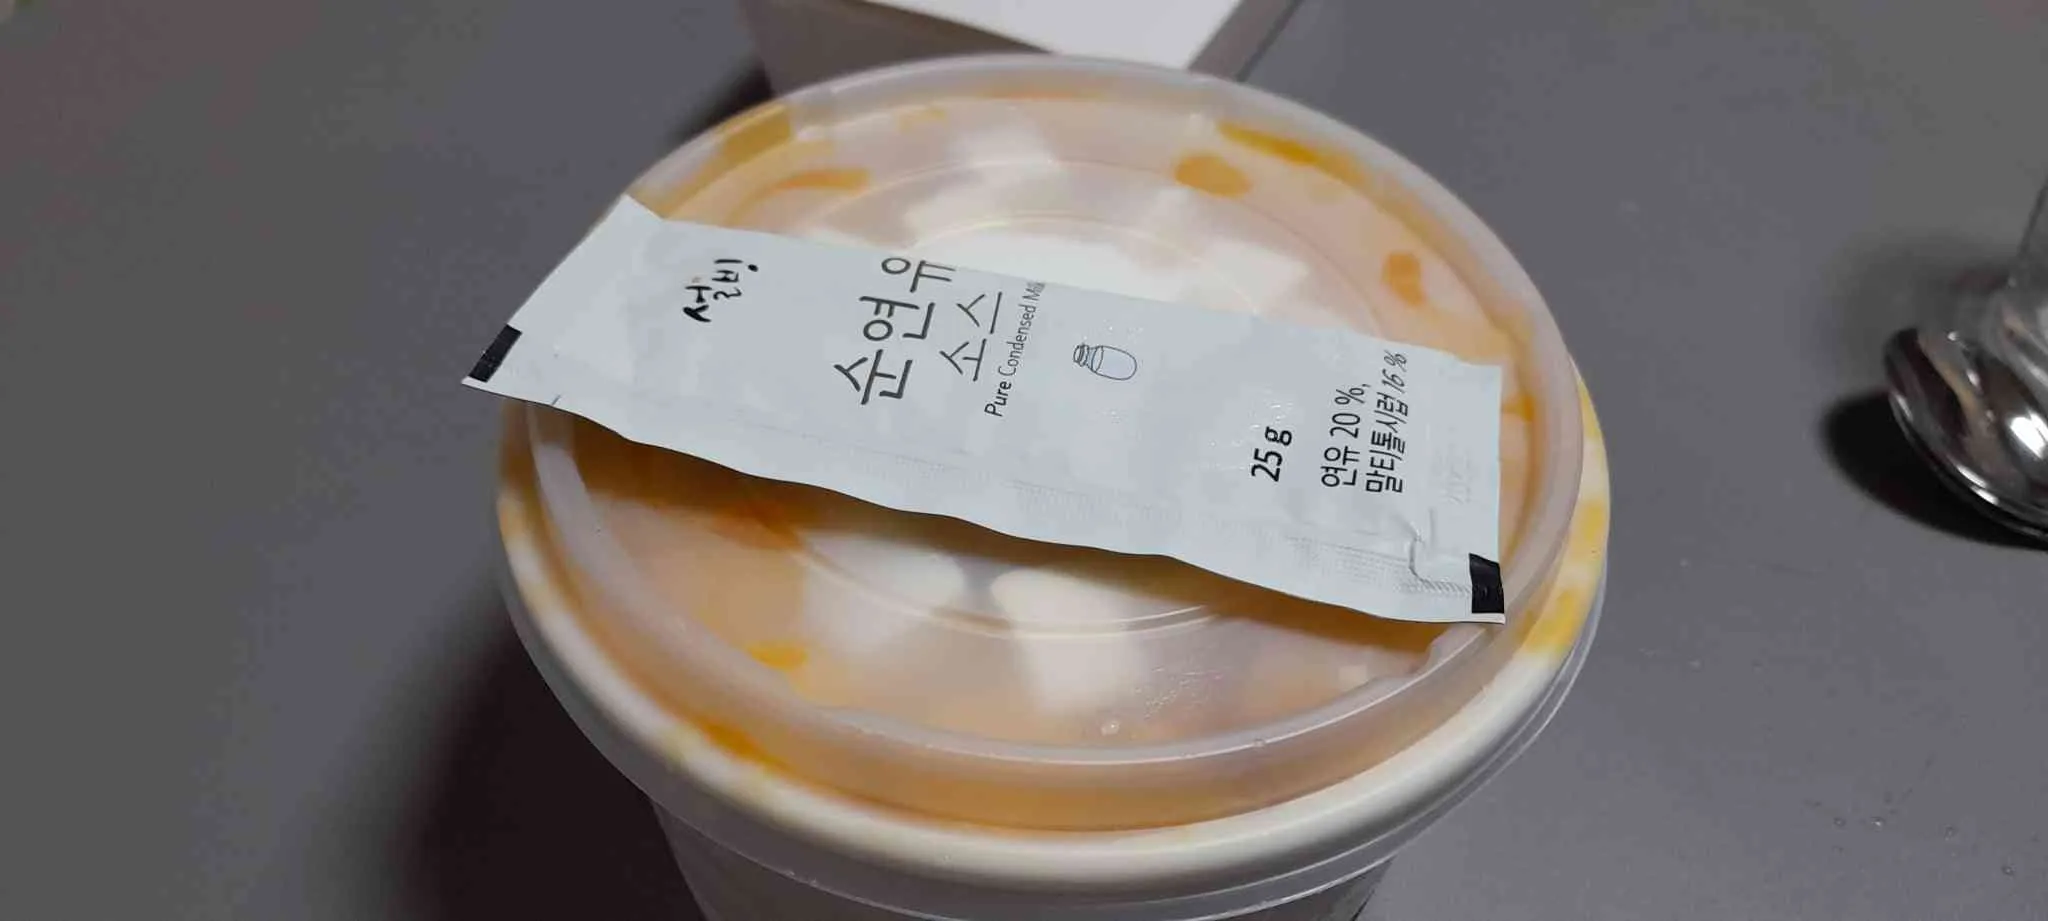 설빙
순연유
소스
Pure Condensed Milk
25 g
연유 20 %,
말티톨시럽 16 %